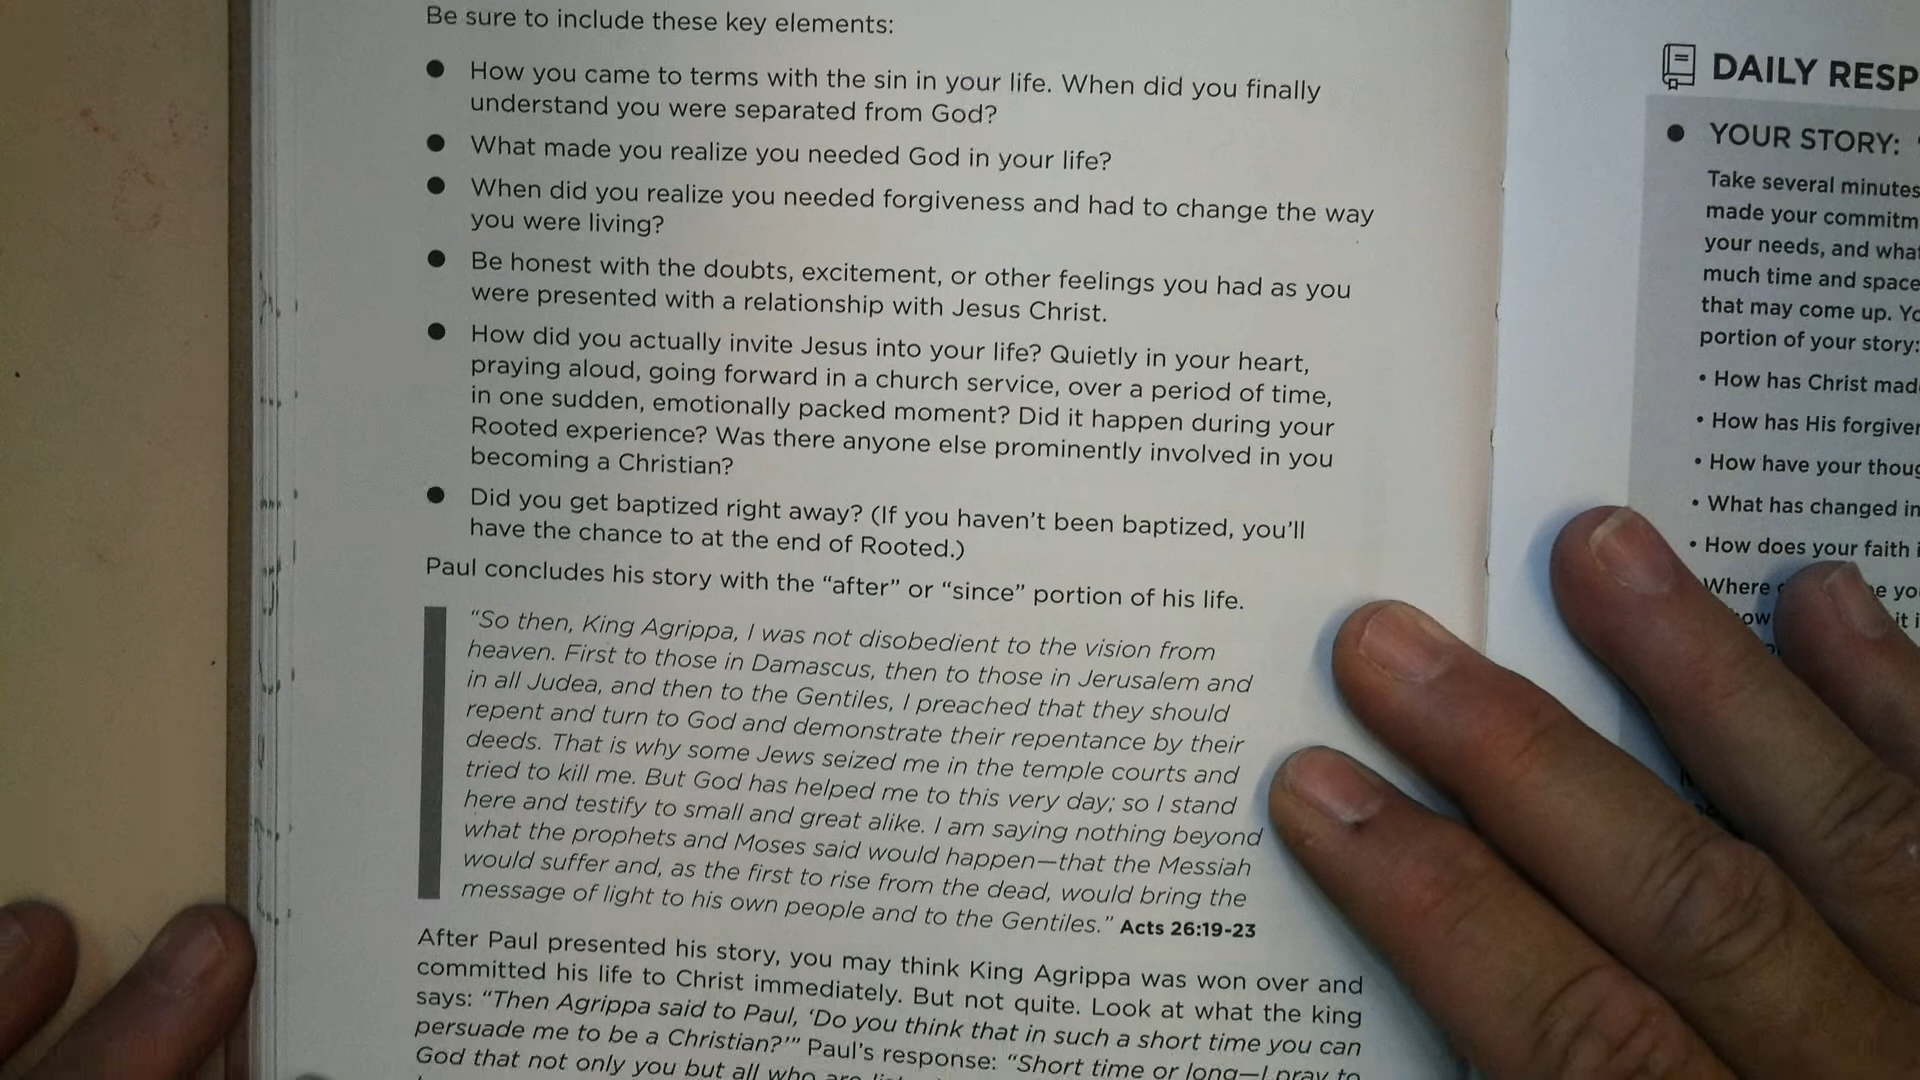 Be sure to include these key elements:
● How you came to terms with the sin in your life. When did you finally
understand you were separated from God?
● What made you realize you needed God in your life?
● When did you realize you needed forgiveness and had to change the way
you were living?
● Be honest with the doubts, excitement, or other feelings you had as you
were presented with a relationship with Jesus Christ.
● How did you actually invite Jesus into your life? Quietly in your heart,
praying aloud, going forward in a church service, over a period of time,
in one sudden, emotionally packed moment? Did it happen during your
Rooted experience? Was there anyone else prominently involved in you
becoming a Christian?
● Did you get baptized right away? (If you haven't been baptized, you'll
have the chance to at the end of Rooted.)
Paul concludes his story with the “after” or “since” portion of his life.
“So then, King Agrippa, I was not disobedient to the vision from
heaven. First to those in Damascus, then to those in Jerusalem and
in all Judea, and then to the Gentiles, I preached that they should
repent and turn to God and demonstrate their repentance by their
deeds. That is why some Jews seized me in the temple courts and
tried to kill me. But God has helped me to this very day; so I stand
here and testify to small and great alike. I am saying nothing beyond
what the prophets and Moses said would happen—that the Messiah
would suffer and, as the first to rise from the dead, would bring the
message of light to his own people and to the Gentiles.” Acts 26:19-23
After Paul presented his story, you may think King Agrippa was won over and
committed his life to Christ immediately. But not quite. Look at what the king
says: “Then Agrippa said to Paul, ‘Do you think that in such a short time you can
persuade me to be a Christian?’” Paul's response: “Short time or long—I pray to
God that not only you but all who are
DAILY RESP
● YOUR STORY:
Take several minutes
made your commitm
your needs, and what
much time and space
that may come up. Yo
portion of your story:
• How has Christ mad
• How has His forgiven
• How have your thoug
• What has changed in
• How does your faith i
Where
it i